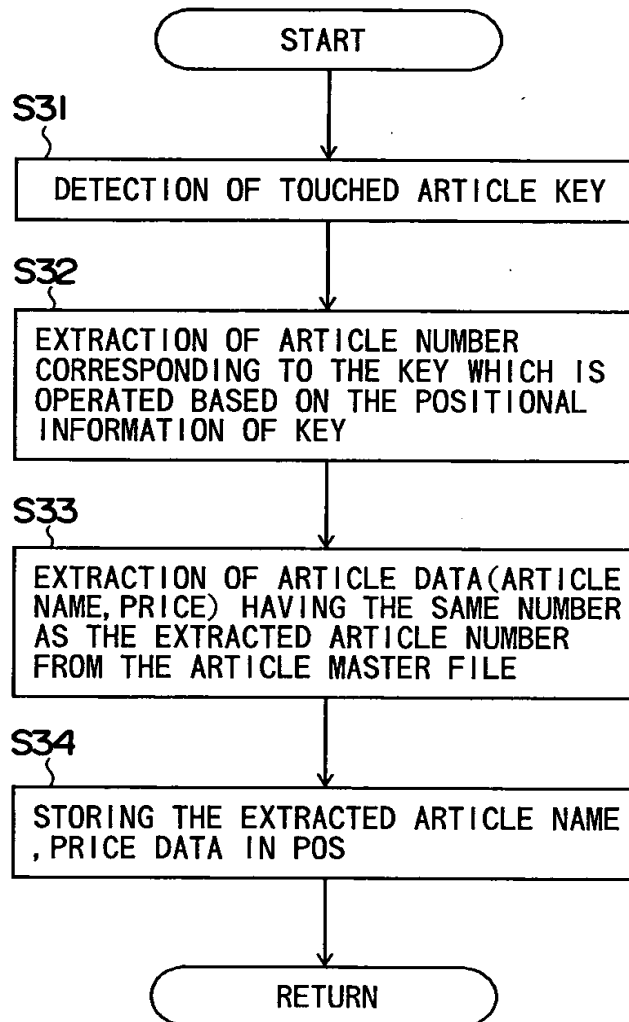 START
S31
DETECTION OF TOUCHED ARTICLE KEY
S32
EXTRACTION OF ARTICLE NUMBER
CORRESPONDING TO THE KEY WHICH IS
OPERATED BASED ON THE POSITIONAL
INFORMATION OF KEY
S33
EXTRACTION OF ARTICLE DATA(ARTICLE
NAME,PRICE) HAVING THE SAME NUMBER
AS THE EXTRACTED ARTICLE NUMBER
FROM THE ARTICLE MASTER FILE
S34
STORING THE EXTRACTED ARTICLE NAME
,PRICE DATA IN POS
RETURN